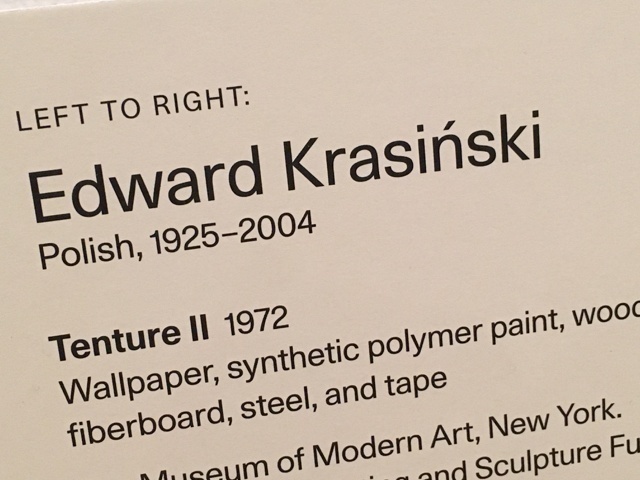 LEFT TO RIGHT:
Edward Krasiński
Polish, 1925–2004
Tenture II 1972
Wallpaper, synthetic polymer paint, wood
fiberboard, steel, and tape
Museum of Modern Art, New York.
and Sculpture